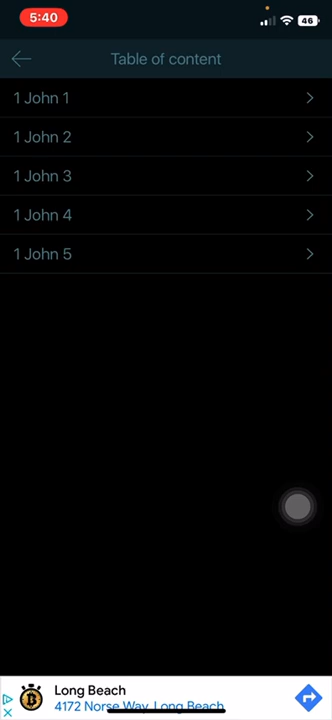 5:40
46
Table of content
1 John 1
1 John 2
1 John 3
1 John 4
1 John 5
Long Beach
4172 Norse Way, Long Beach